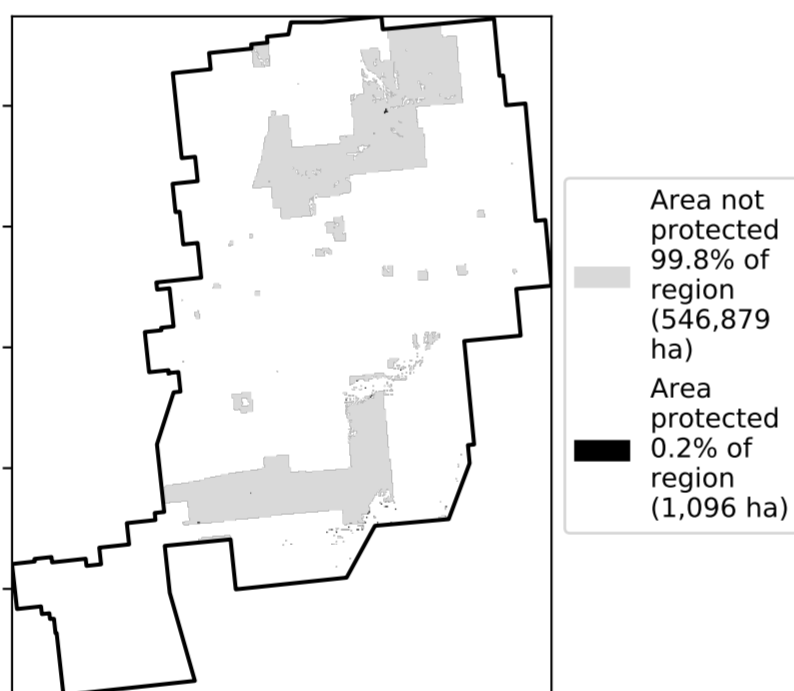 Area not
protected
99.8% of
region
(546,879
ha)
Area
protected
0.2% of
region
(1,096 ha)